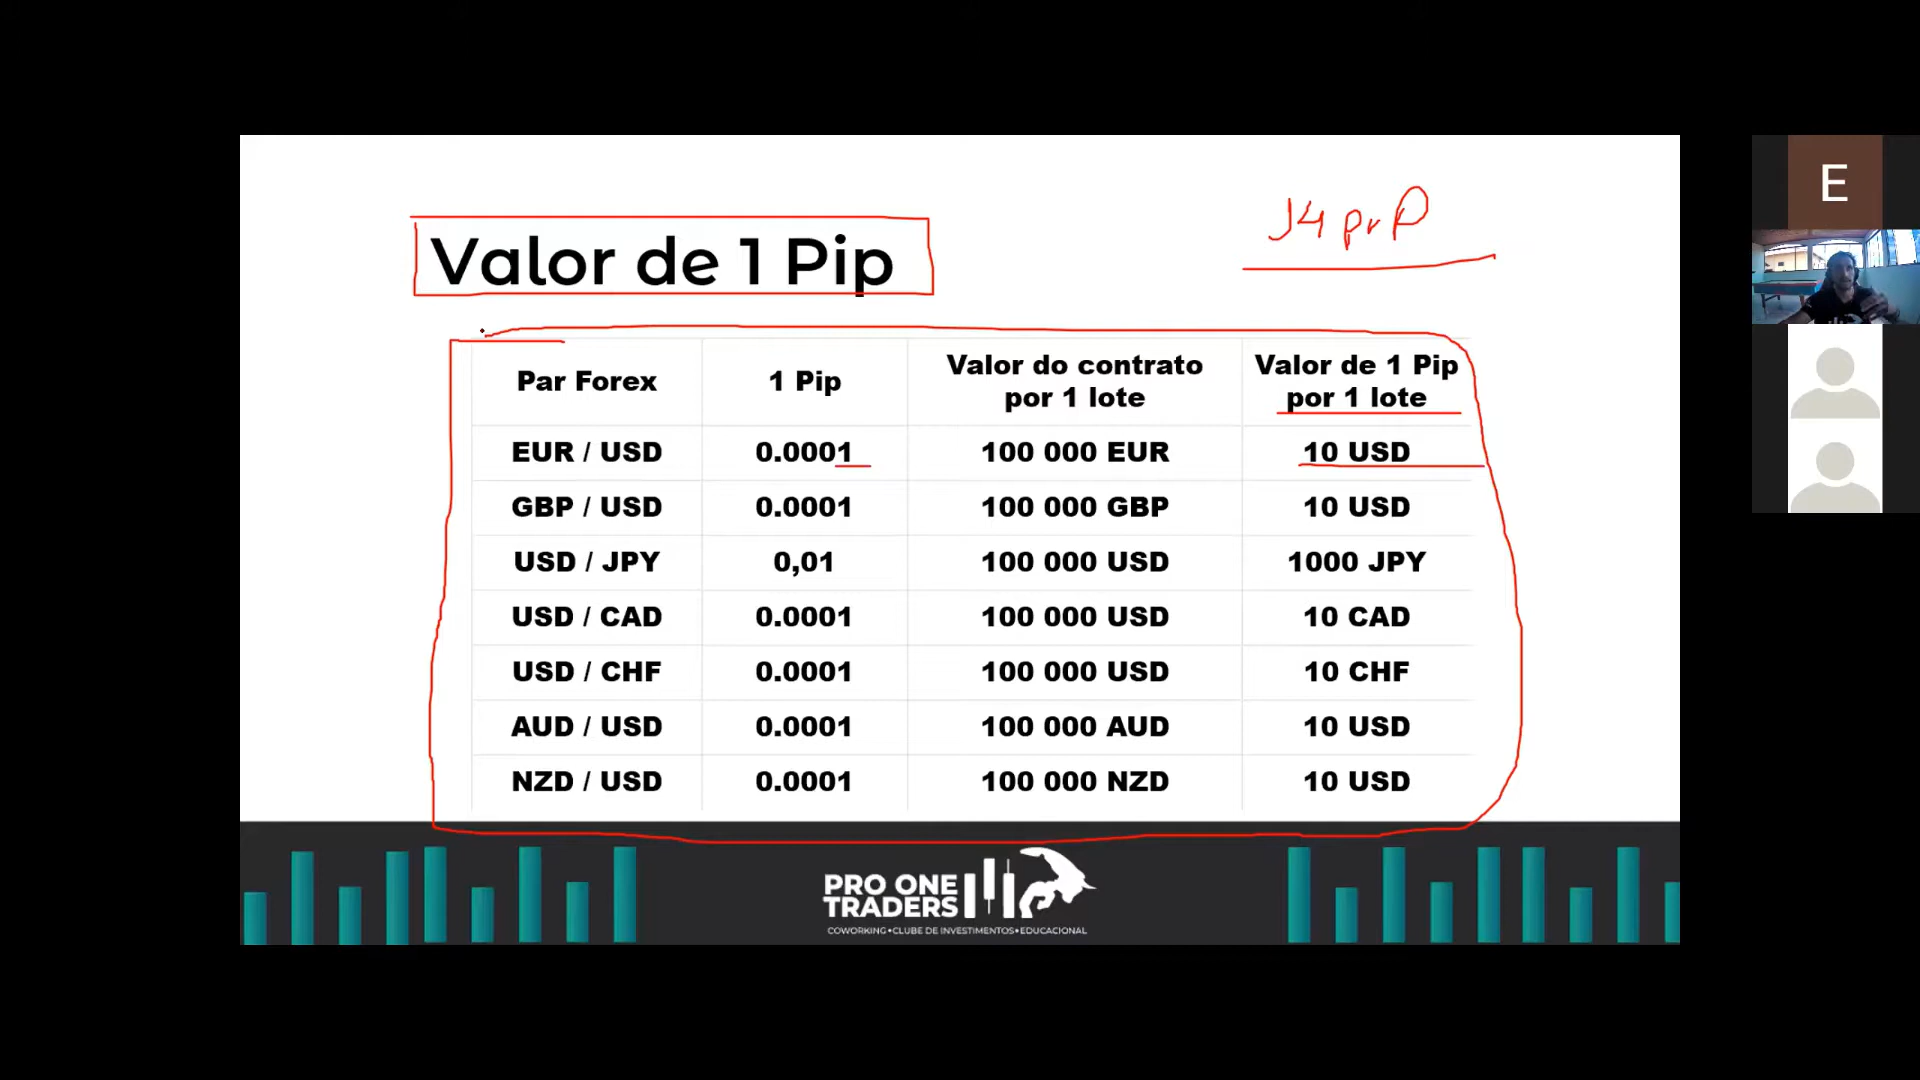 Valor de 1 Pip
Par Forex 1 Pip Valor do contrato por 1 lote Valor de 1 Pip por 1 lote
EUR / USD 0.0001 100 000 EUR 10 USD
GBP / USD 0.0001 100 000 GBP 10 USD
USD / JPY 0,01 100 000 USD 1000 JPY
USD / CAD 0.0001 100 000 USD 10 CAD
USD / CHF 0.0001 100 000 USD 10 CHF
AUD / USD 0.0001 100 000 AUD 10 USD
NZD / USD 0.0001 100 000 NZD 10 USD
PRO ONE
TRADERS
COWORKING•CLUBE DE INVESTIMENTOS•EDUCACIONAL
E